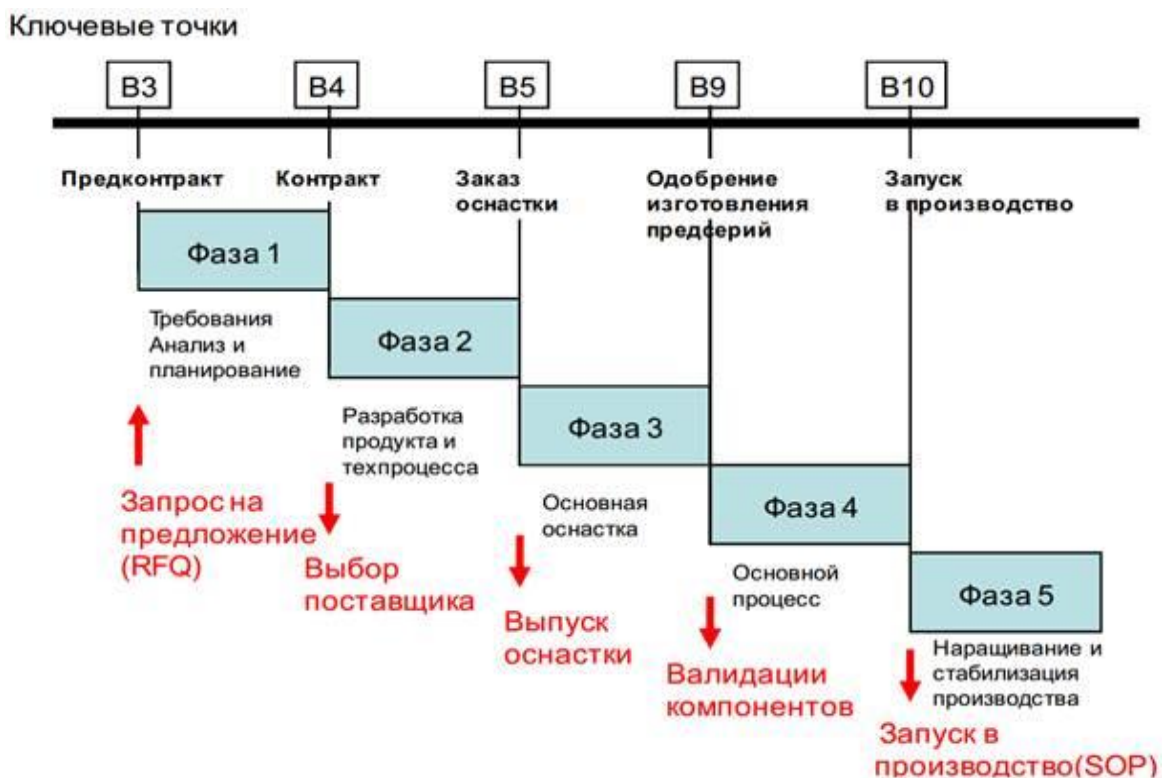 Ключевые точки
B3
B4
B5
B9
B10
Предконтракт
Контракт
Заказ
оснастки
Одобрение
изготовления
предсерий
Запуск
в производство
Фаза 1
Требования
Анализ и
планирование
Запрос на
предложение
(RFQ)
Фаза 2
Разработка
продукта и
техпроцесса
Выбор
поставщика
Фаза 3
Основная
оснастка
Выпуск
оснастки
Фаза 4
Основной
процесс
Валидации
компонентов
Фаза 5
Наращивание и
стабилизация
производства
Запуск в
производство(SOP)